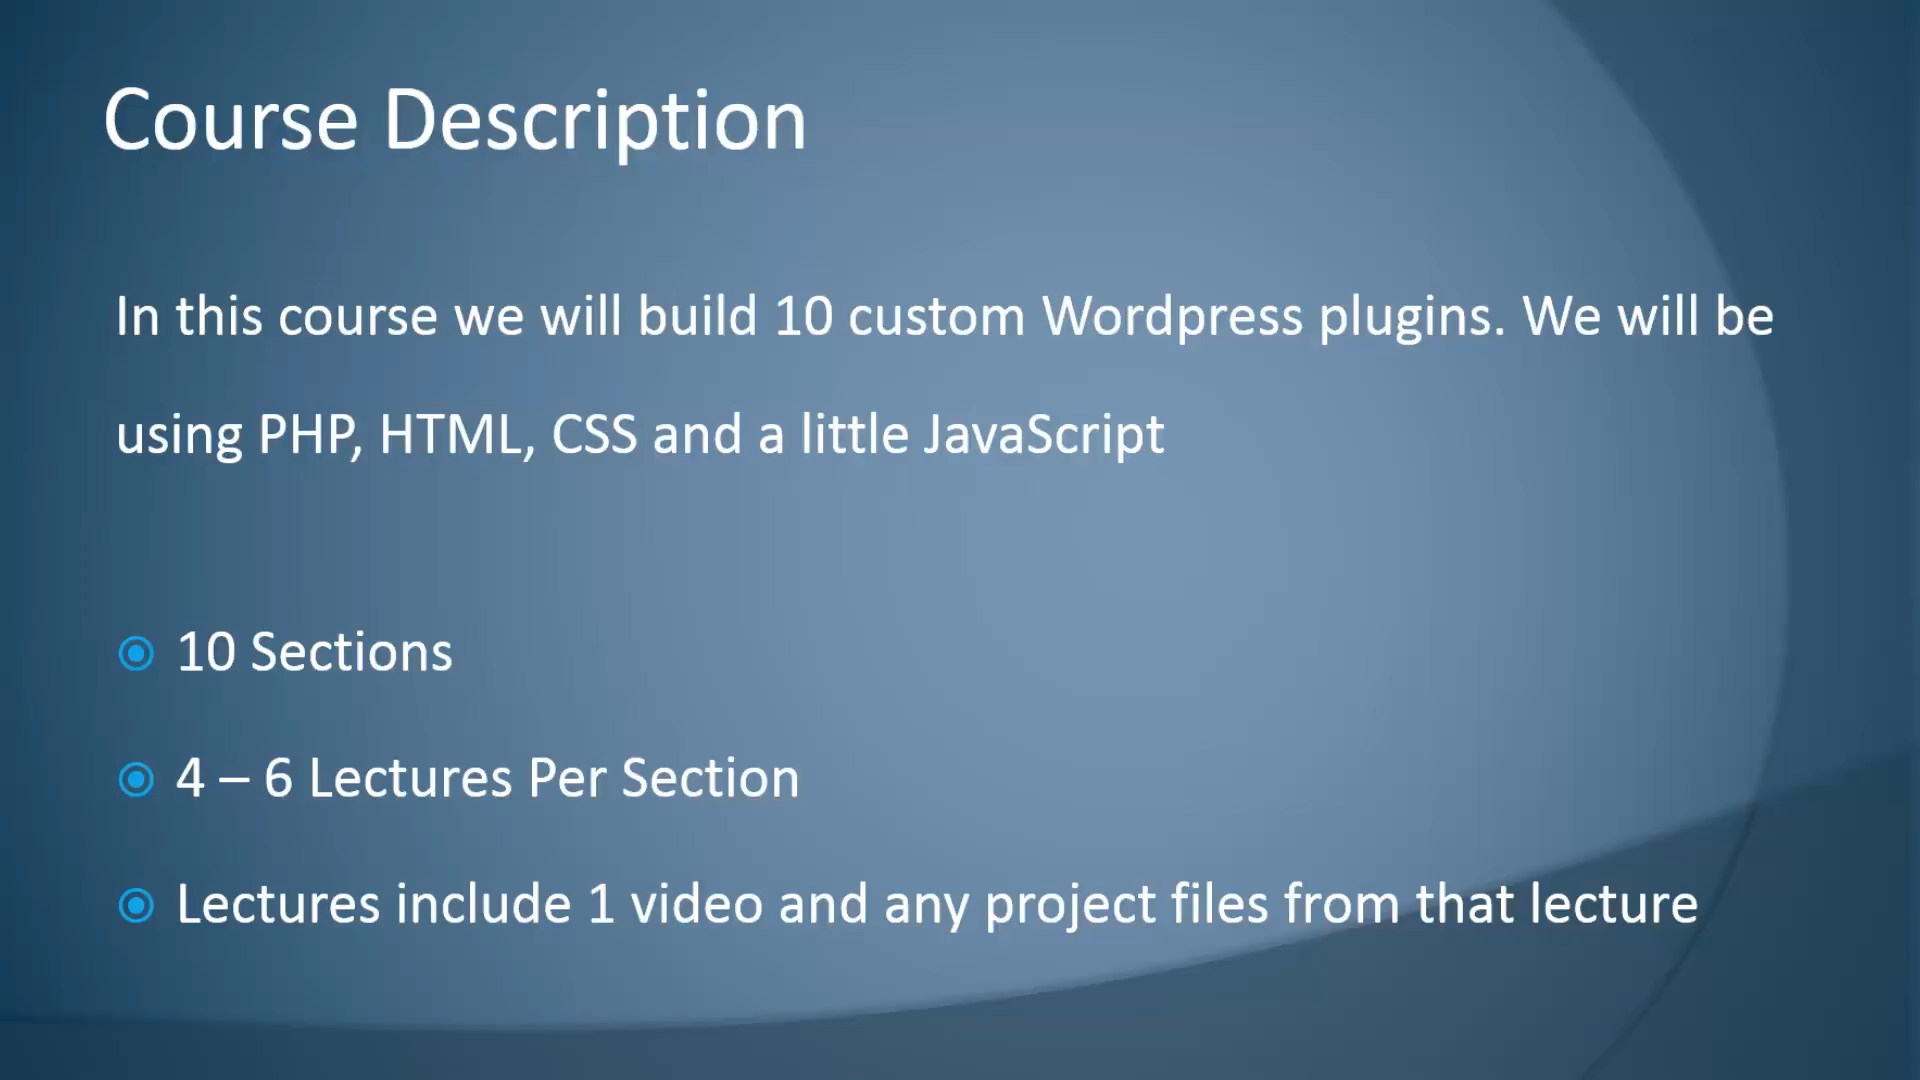 Course Description
In this course we will build 10 custom Wordpress plugins. We will be
using PHP, HTML, CSS and a little JavaScript
10 Sections
4 – 6 Lectures Per Section
Lectures include 1 video and any project files from that lecture